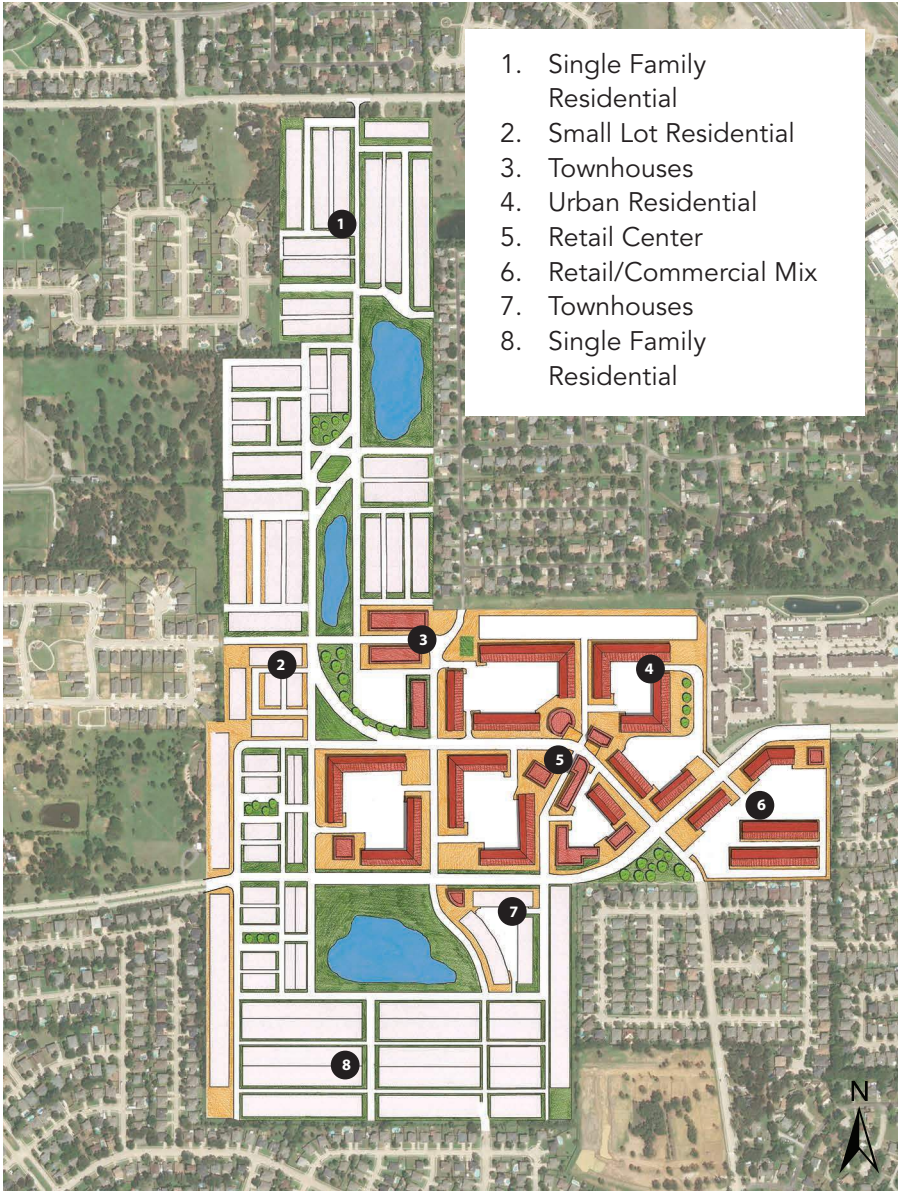 1. Single Family
Residential
2. Small Lot Residential
3. Townhouses
4. Urban Residential
5. Retail Center
6. Retail/Commercial Mix
7. Townhouses
8. Single Family
Residential
1
2
3
4
5
6
7
8
N